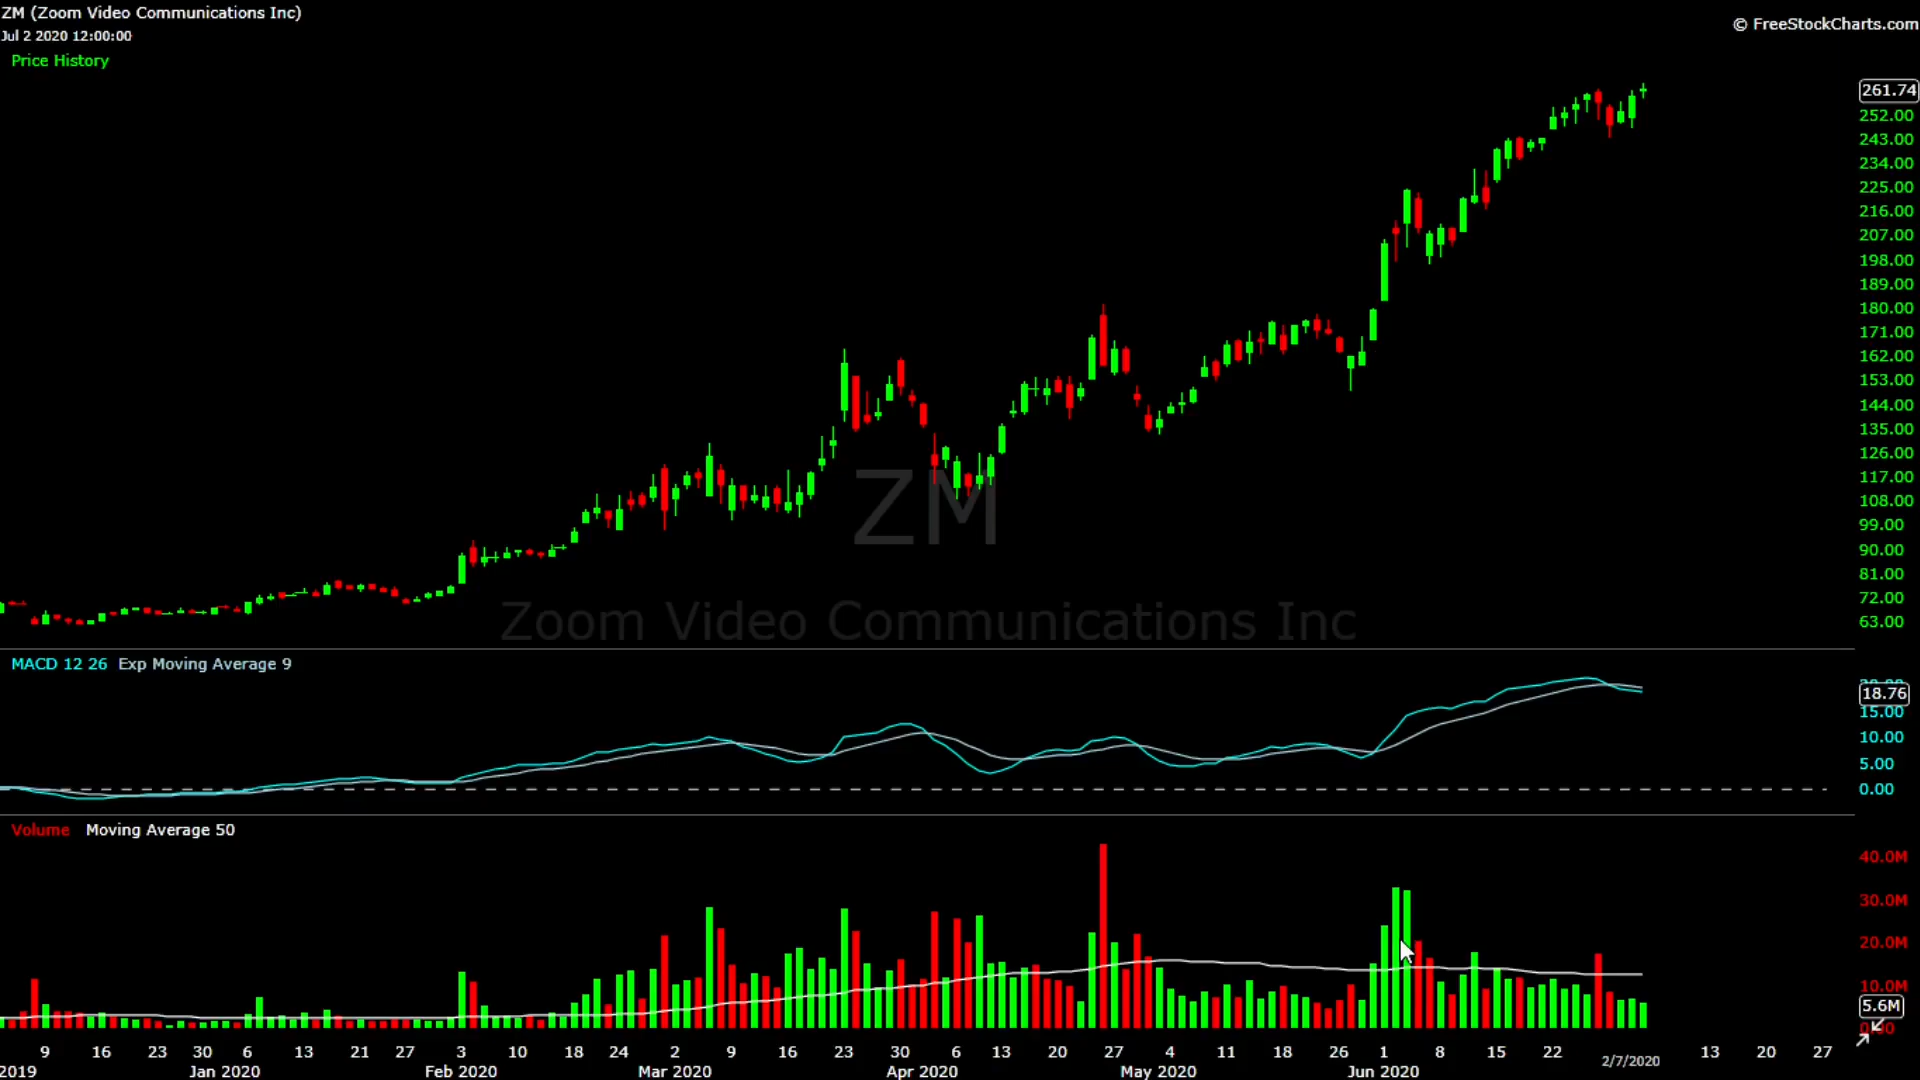 ZM (Zoom Video Communications Inc)
Jul 2 2020 12:00:00
© FreeStockCharts.com
Price History
261.74
252.00
243.00
234.00
225.00
216.00
207.00
198.00
189.00
180.00
171.00
162.00
153.00
144.00
135.00
126.00
117.00
108.00
99.00
90.00
81.00
72.00
63.00
ZM
Zoom Video Communications Inc
MACD 12 26 Exp Moving Average 9
18.76
15.00
10.00
5.00
0.00
Volume Moving Average 50
40.0M
30.0M
20.0M
10.0M
5.6M
9 16 23 30 6 13 21 27 3 10 18 24 2 9 16 23 30 6 13 20 27 4 11 18 26 1 8 15 22 2/7/2020 13 20 27
2019 Jan 2020 Feb 2020 Mar 2020 Apr 2020 May 2020 Jun 2020